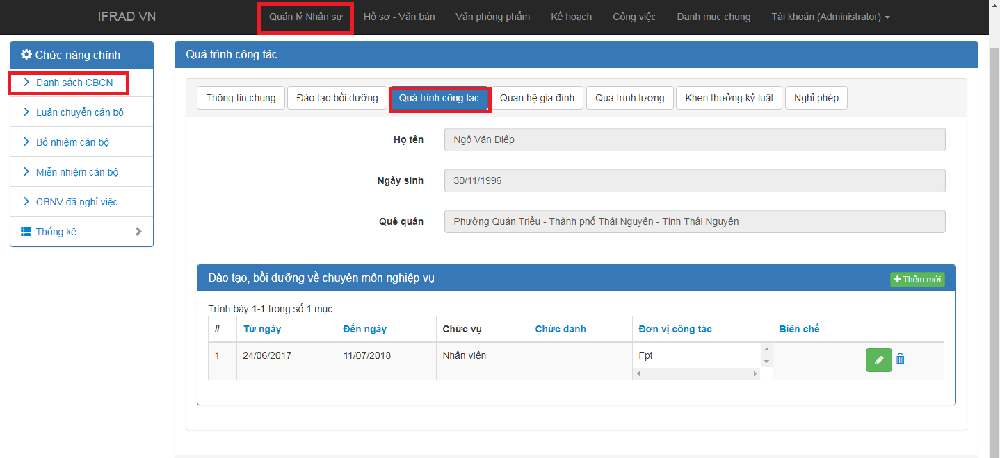 IFRAD VN Quản lý Nhân sự Hồ sơ - Văn bản Văn phòng phẩm Kế hoạch Công việc Danh muc chung Tài khoản (Administrator)
Chức năng chính
Danh sách CBCN
Luân chuyển cán bộ
Bổ nhiệm cán bộ
Miễn nhiệm cán bộ
CBNV đã nghỉ việc
Thống kê
Quá trình công tác
Thông tin chung Đào tạo bồi dưỡng Quá trình công tac Quan hệ gia đình Quá trình lương Khen thưởng kỷ luật Nghỉ phép
Họ tên Ngô Văn Điệp
Ngày sinh 30/11/1996
Quê quán Phường Quán Triều - Thành phố Thái Nguyên - Tỉnh Thái Nguyên
Đào tạo, bồi dưỡng về chuyên môn nghiệp vụ Thêm mới
Trình bày 1-1 trong số 1 mục.
# Từ ngày Đến ngày Chức vụ Chức danh Đơn vị công tác Biên chế
1 24/06/2017 11/07/2018 Nhân viên Fpt